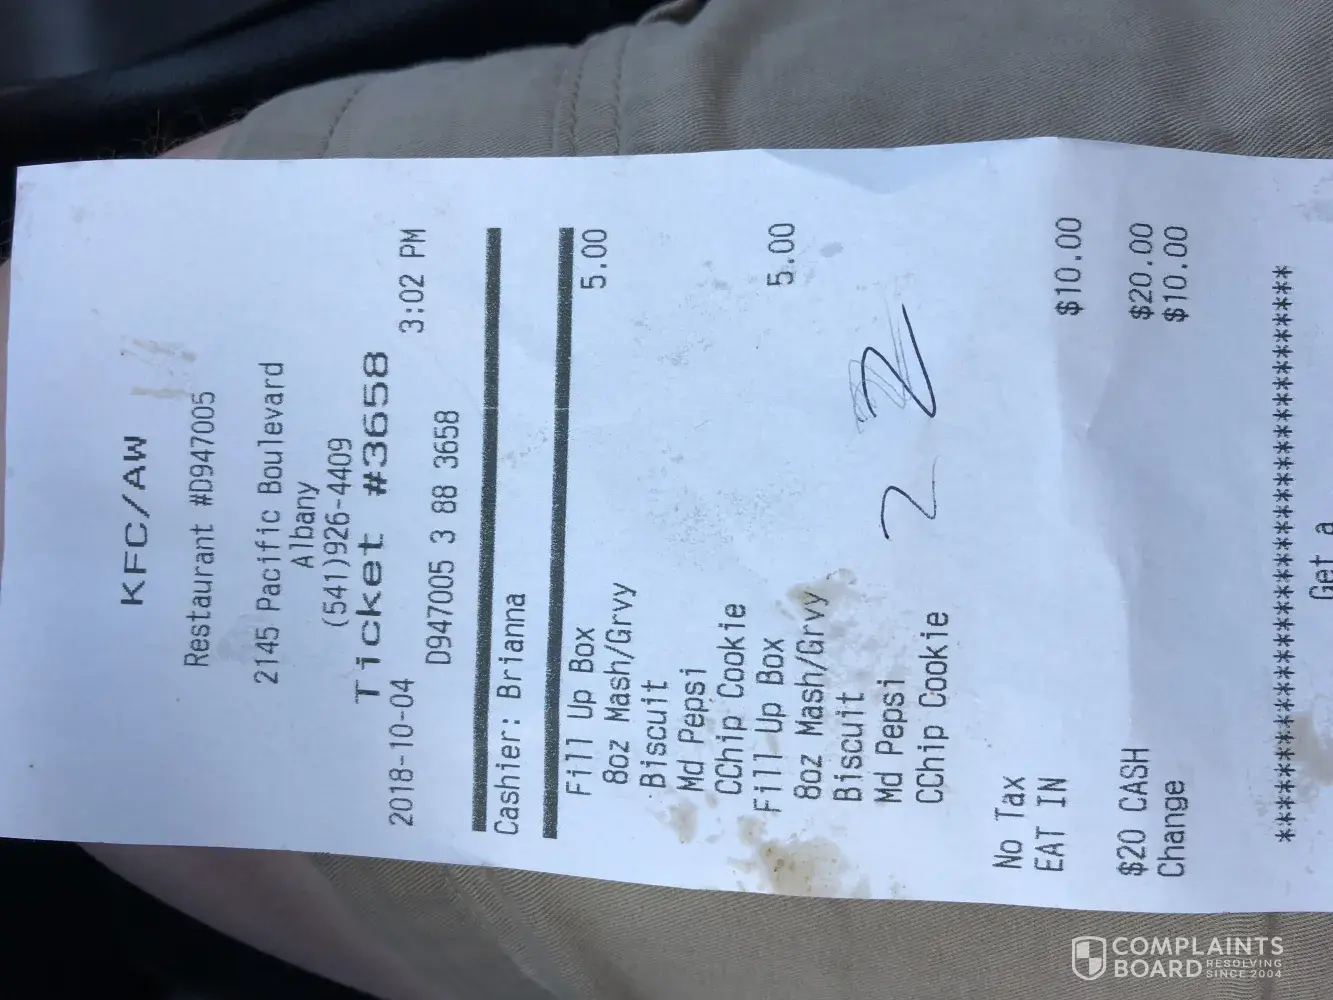 KFC/AW
Restaurant #D947005
2145 Pacific Boulevard
Albany
(541)926-4409
Ticket #3658
2018-10-04 3:02 PM
D947005 3 88 3658
Cashier: Brianna
Fill Up Box 5.00
8oz Mash/Grvy
Biscuit
Md Pepsi
CChip Cookie
Fill Up Box 5.00
8oz Mash/Grvy
Biscuit
Md Pepsi
CChip Cookie
2 2
No Tax
EAT IN $10.00
$20 CASH $20.00
Change $10.00
****************************************
Get a
COMPLAINTS
BOARD RESOLVING
SINCE 2004